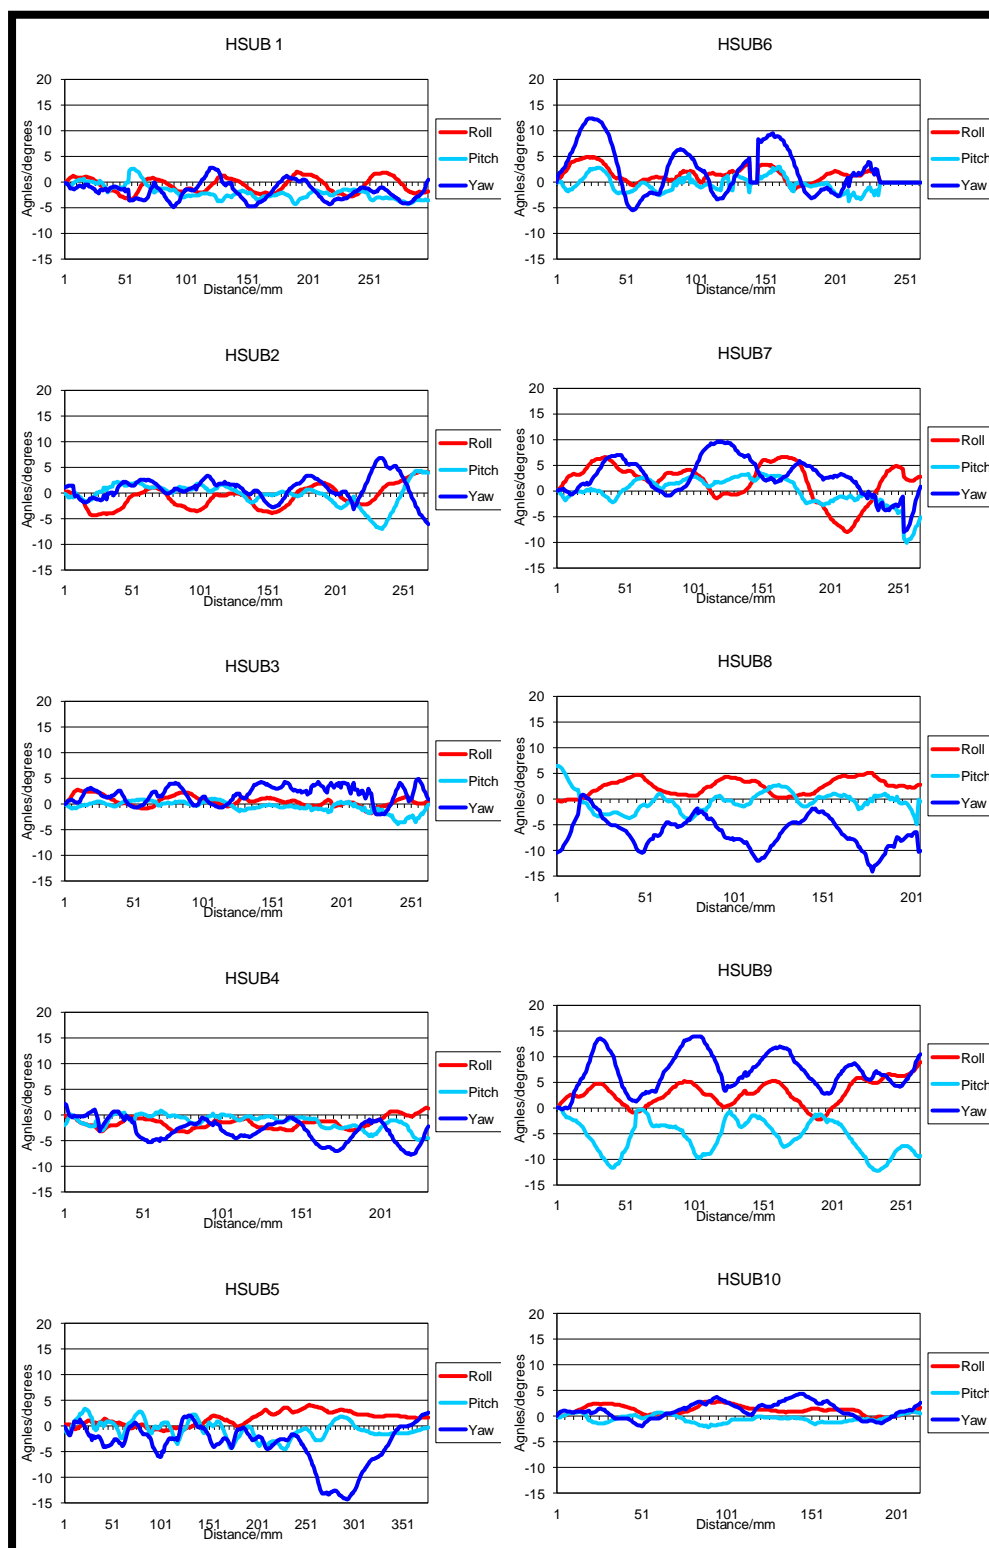 HSUB 1
20
15
10
5
0
-5
-10
-15
Agnles/degrees
1 51 101 151 201 251
Distance/mm
Roll
Pitch
Yaw
HSUB6
20
15
10
5
0
-5
-10
-15
Agnles/degrees
1 51 101 151 201 251
Distance/mm
Roll
Pitch
Yaw
HSUB2
20
15
10
5
0
-5
-10
-15
Agnles/degrees
1 51 101 151 201 251
Distance/mm
Roll
Pitch
Yaw
HSUB7
20
15
10
5
0
-5
-10
-15
Agnles/degrees
1 51 101 151 201 251
Distance/mm
Roll
Pitch
Yaw
HSUB3
20
15
10
5
0
-5
-10
-15
Agnles/degrees
1 51 101 151 201 251
Distance/mm
Roll
Pitch
Yaw
HSUB8
20
15
10
5
0
-5
-10
-15
Agnles/degrees
1 51 101 151 201
Distance/mm
Roll
Pitch
Yaw
HSUB4
20
15
10
5
0
-5
-10
-15
Agnles/degrees
1 51 101 151 201
Distance/mm
Roll
Pitch
Yaw
HSUB9
20
15
10
5
0
-5
-10
-15
Agnles/degrees
1 51 101 151 201 251
Distance/mm
Roll
Pitch
Yaw
HSUB5
20
15
10
5
0
-5
-10
-15
Agnles/degrees
1 51 101 151 201 251 301 351
Distance/mm
Roll
Pitch
Yaw
HSUB10
20
15
10
5
0
-5
-10
-15
Agnles/degrees
1 51 101 151 201
Distance/mm
Roll
Pitch
Yaw